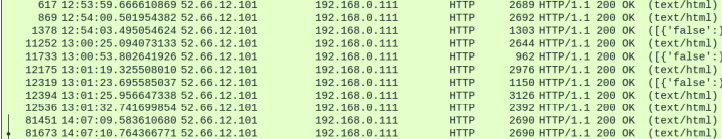 617 12:53:59.666610869 52.66.12.101 192.168.0.111 HTTP 2689 HTTP/1.1 200 OK (text/html)
869 12:54:00.501954382 52.66.12.101 192.168.0.111 HTTP 2692 HTTP/1.1 200 OK (text/html)
1378 12:54:03.495054624 52.66.12.101 192.168.0.111 HTTP 1303 HTTP/1.1 200 OK ([{'false':)
11252 13:00:25.094073133 52.66.12.101 192.168.0.111 HTTP 2644 HTTP/1.1 200 OK (text/html)
11733 13:00:53.802641926 52.66.12.101 192.168.0.111 HTTP 962 HTTP/1.1 200 OK ([{'false':)
12175 13:01:19.325508010 52.66.12.101 192.168.0.111 HTTP 2976 HTTP/1.1 200 OK (text/html)
12319 13:01:23.695585037 52.66.12.101 192.168.0.111 HTTP 1150 HTTP/1.1 200 OK ([{'false':)
12394 13:01:25.956647338 52.66.12.101 192.168.0.111 HTTP 3126 HTTP/1.1 200 OK (text/html)
12536 13:01:32.741699854 52.66.12.101 192.168.0.111 HTTP 2392 HTTP/1.1 200 OK (text/html)
81451 14:07:09.583610680 52.66.12.101 192.168.0.111 HTTP 2690 HTTP/1.1 200 OK (text/html)
81673 14:07:10.764366771 52.66.12.101 192.168.0.111 HTTP 2690 HTTP/1.1 200 OK (text/html)